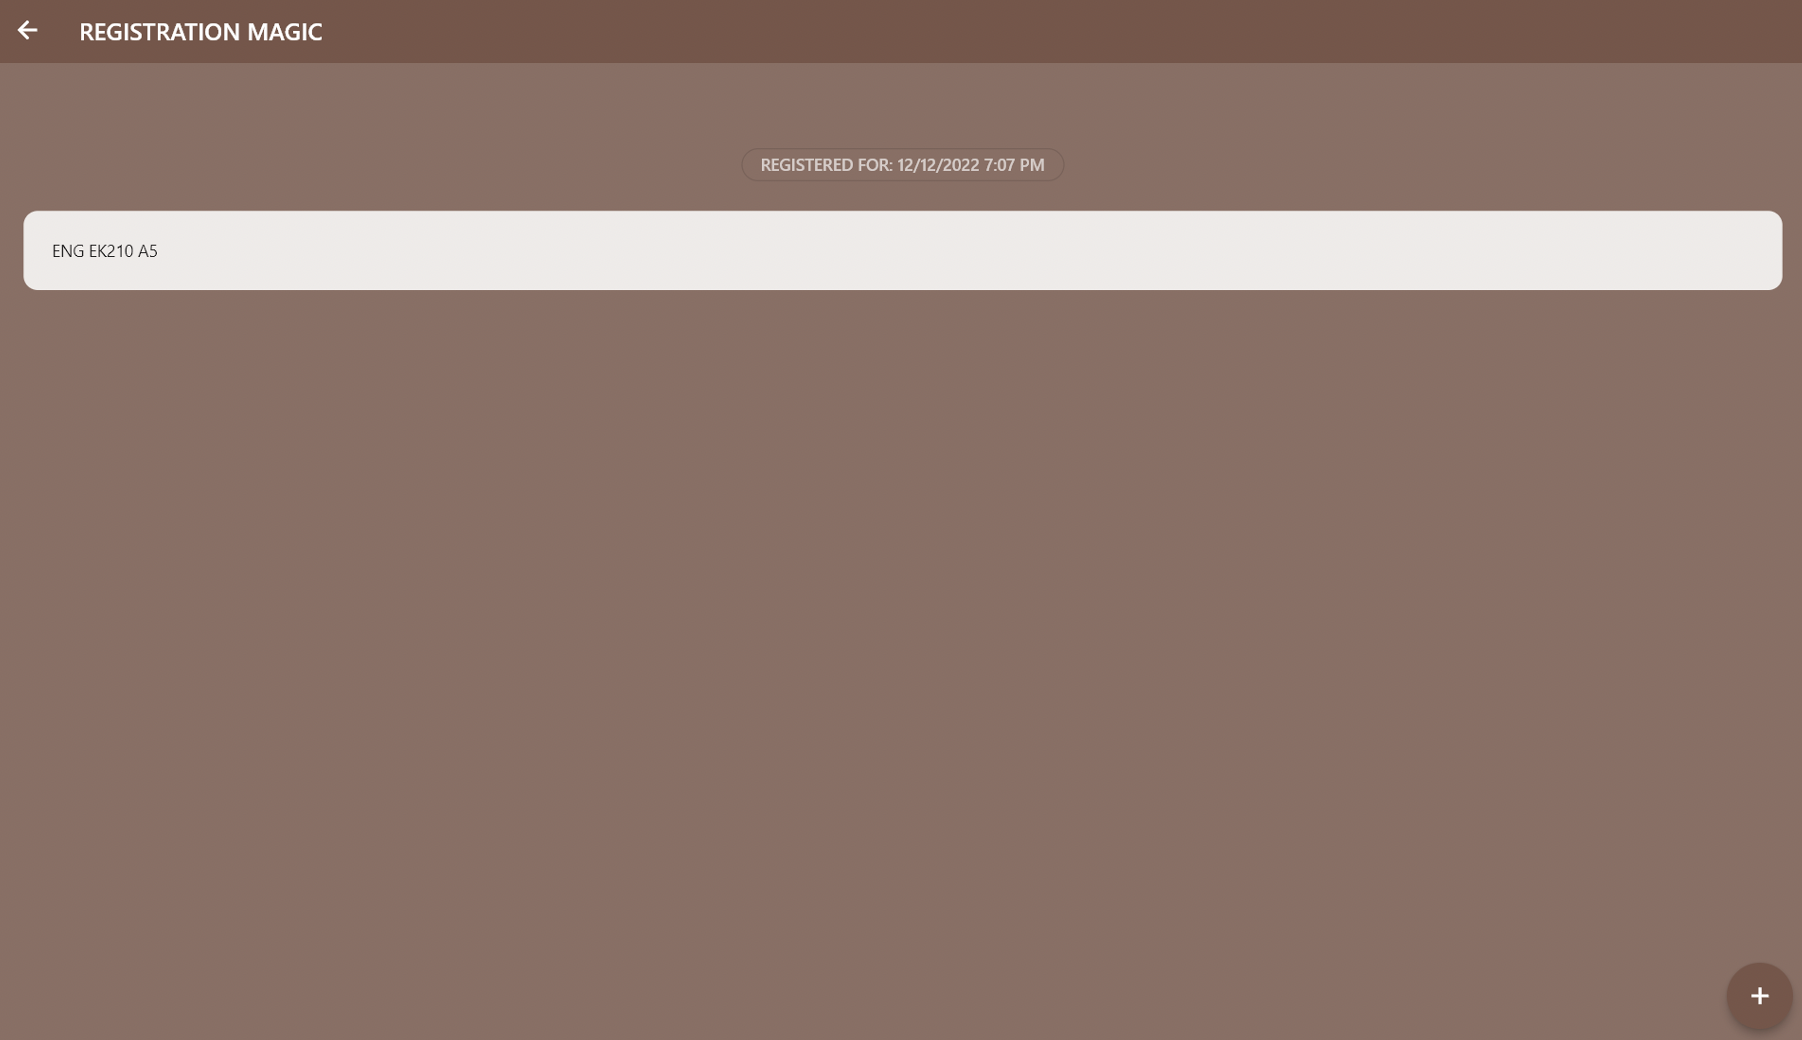 REGISTRATION MAGIC
REGISTERED FOR: 12/12/2022 7:07 PM
ENG EK210 A5